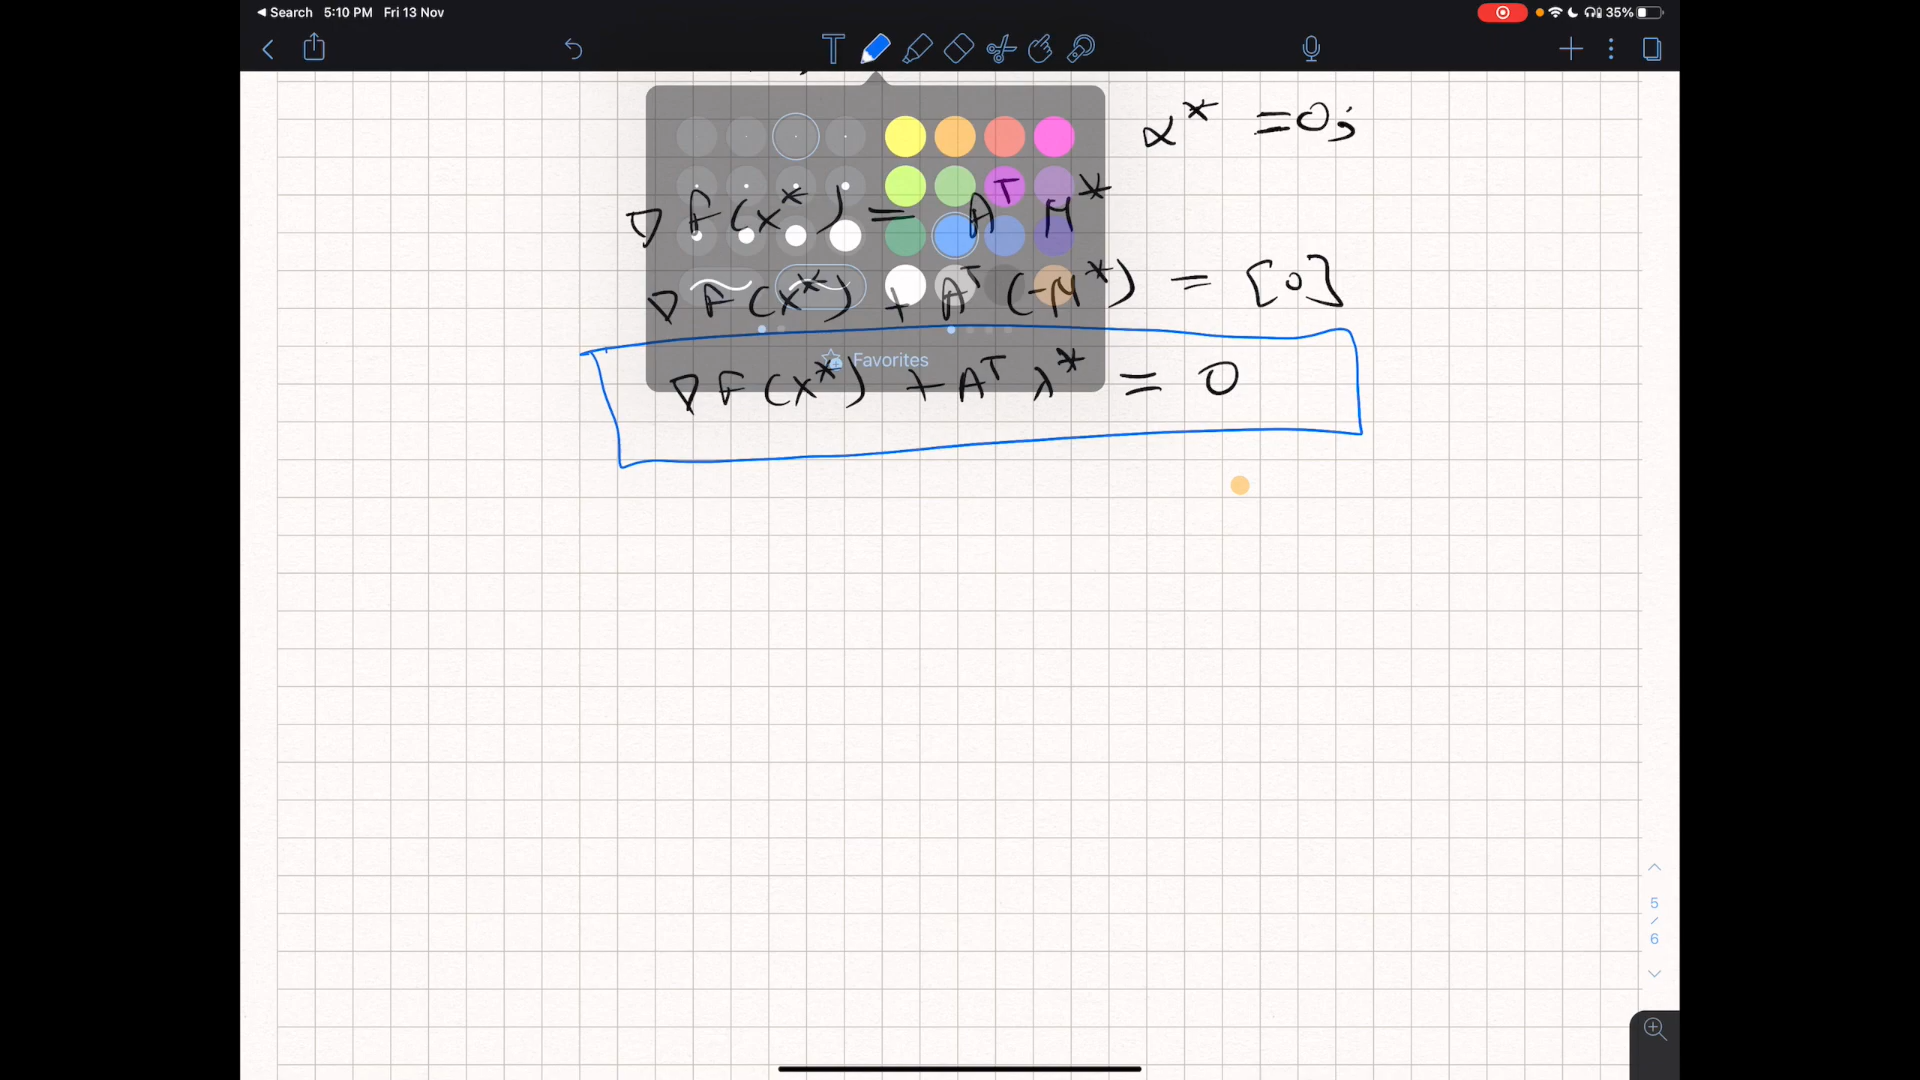 Search 5:10 PM Fri 13 Nov 35%
α* = 0;
∇F(x*) = Aᵀ μ*
∇F(x*) + Aᵀ(-μ*) = [0]
Favorites
∇F(x*) + Aᵀ λ* = 0
5
/
6